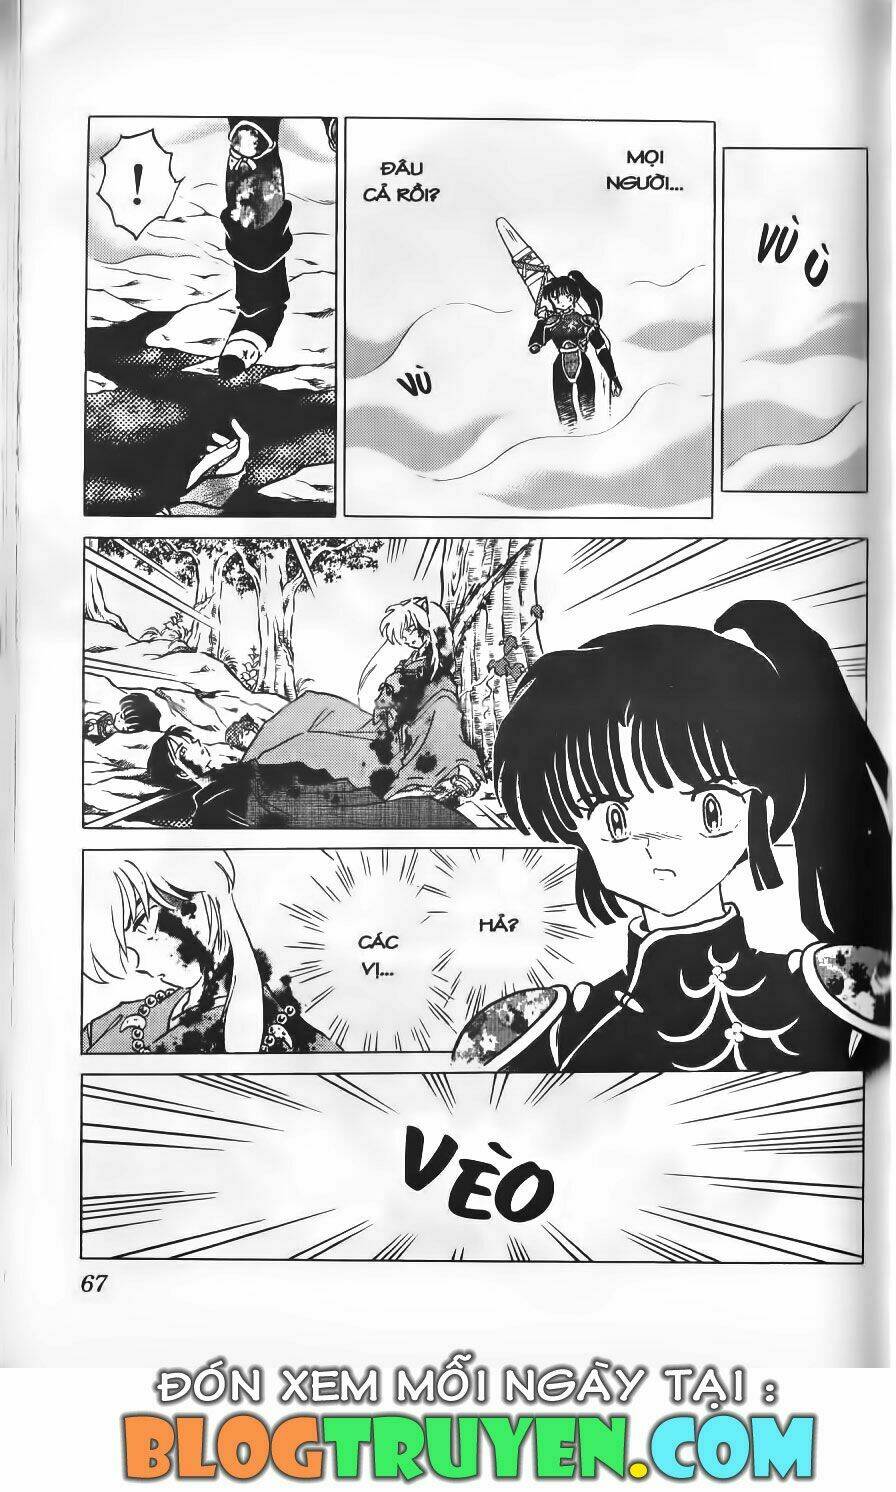 VÙ Ù
MỌI
NGƯỜI...
ĐÂU
CẢ RỒI?
VÙ
!
HẢ?
CÁC
VỊ...
VÈO
67
ĐÓN XEM MỖI NGÀY TẠI :
BLOGTRUYEN.COM